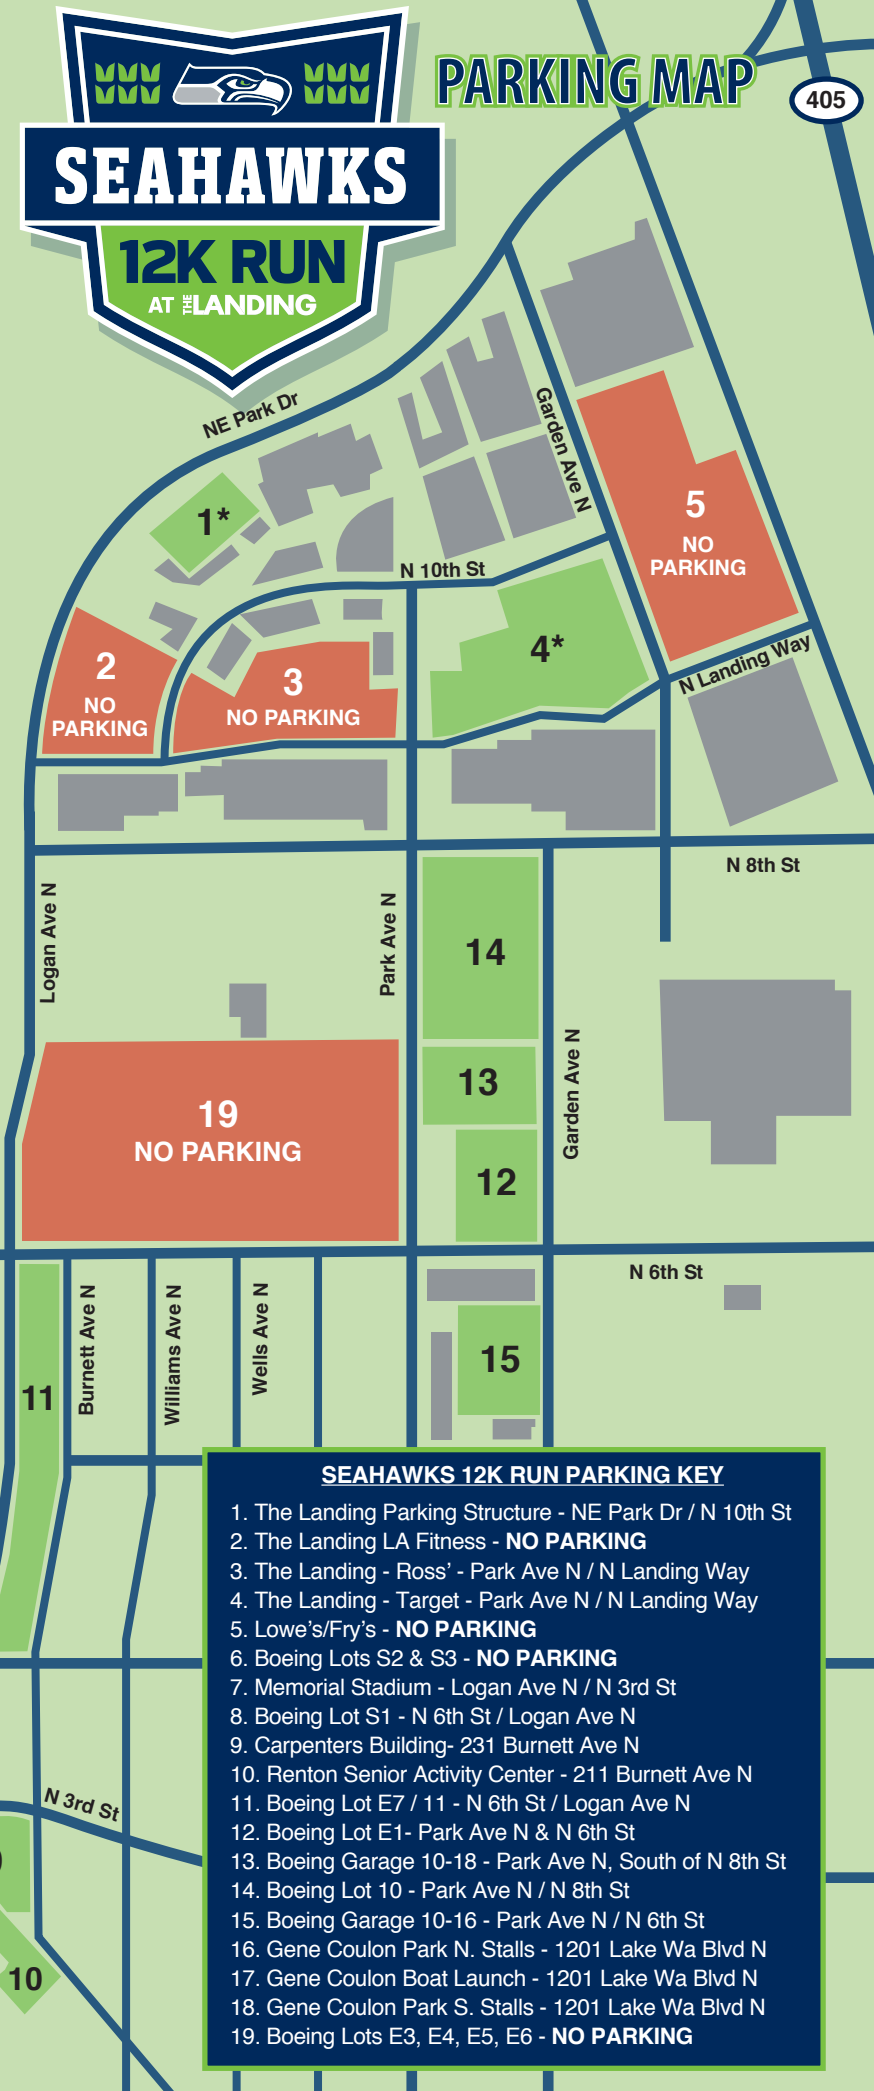 PARKING MAP
405
SEAHAWKS
12K RUN
AT THE LANDING
NE Park Dr
Garden Ave N
1*
5
NO
PARKING
N 10th St
4*
2
NO
PARKING
3
NO PARKING
N Landing Way
N 8th St
Logan Ave N
Park Ave N
14
13
Garden Ave N
19
NO PARKING
12
N 6th St
Burnett Ave N
Williams Ave N
Wells Ave N
15
11
SEAHAWKS 12K RUN PARKING KEY
1. The Landing Parking Structure - NE Park Dr / N 10th St
2. The Landing LA Fitness - NO PARKING
3. The Landing - Ross' - Park Ave N / N Landing Way
4. The Landing - Target - Park Ave N / N Landing Way
5. Lowe's/Fry's - NO PARKING
6. Boeing Lots S2 & S3 - NO PARKING
7. Memorial Stadium - Logan Ave N / N 3rd St
8. Boeing Lot S1 - N 6th St / Logan Ave N
9. Carpenters Building- 231 Burnett Ave N
10. Renton Senior Activity Center - 211 Burnett Ave N
11. Boeing Lot E7 / 11 - N 6th St / Logan Ave N
12. Boeing Lot E1- Park Ave N & N 6th St
13. Boeing Garage 10-18 - Park Ave N, South of N 8th St
14. Boeing Lot 10 - Park Ave N / N 8th St
15. Boeing Garage 10-16 - Park Ave N / N 6th St
16. Gene Coulon Park N. Stalls - 1201 Lake Wa Blvd N
17. Gene Coulon Boat Launch - 1201 Lake Wa Blvd N
18. Gene Coulon Park S. Stalls - 1201 Lake Wa Blvd N
19. Boeing Lots E3, E4, E5, E6 - NO PARKING
N 3rd St
10